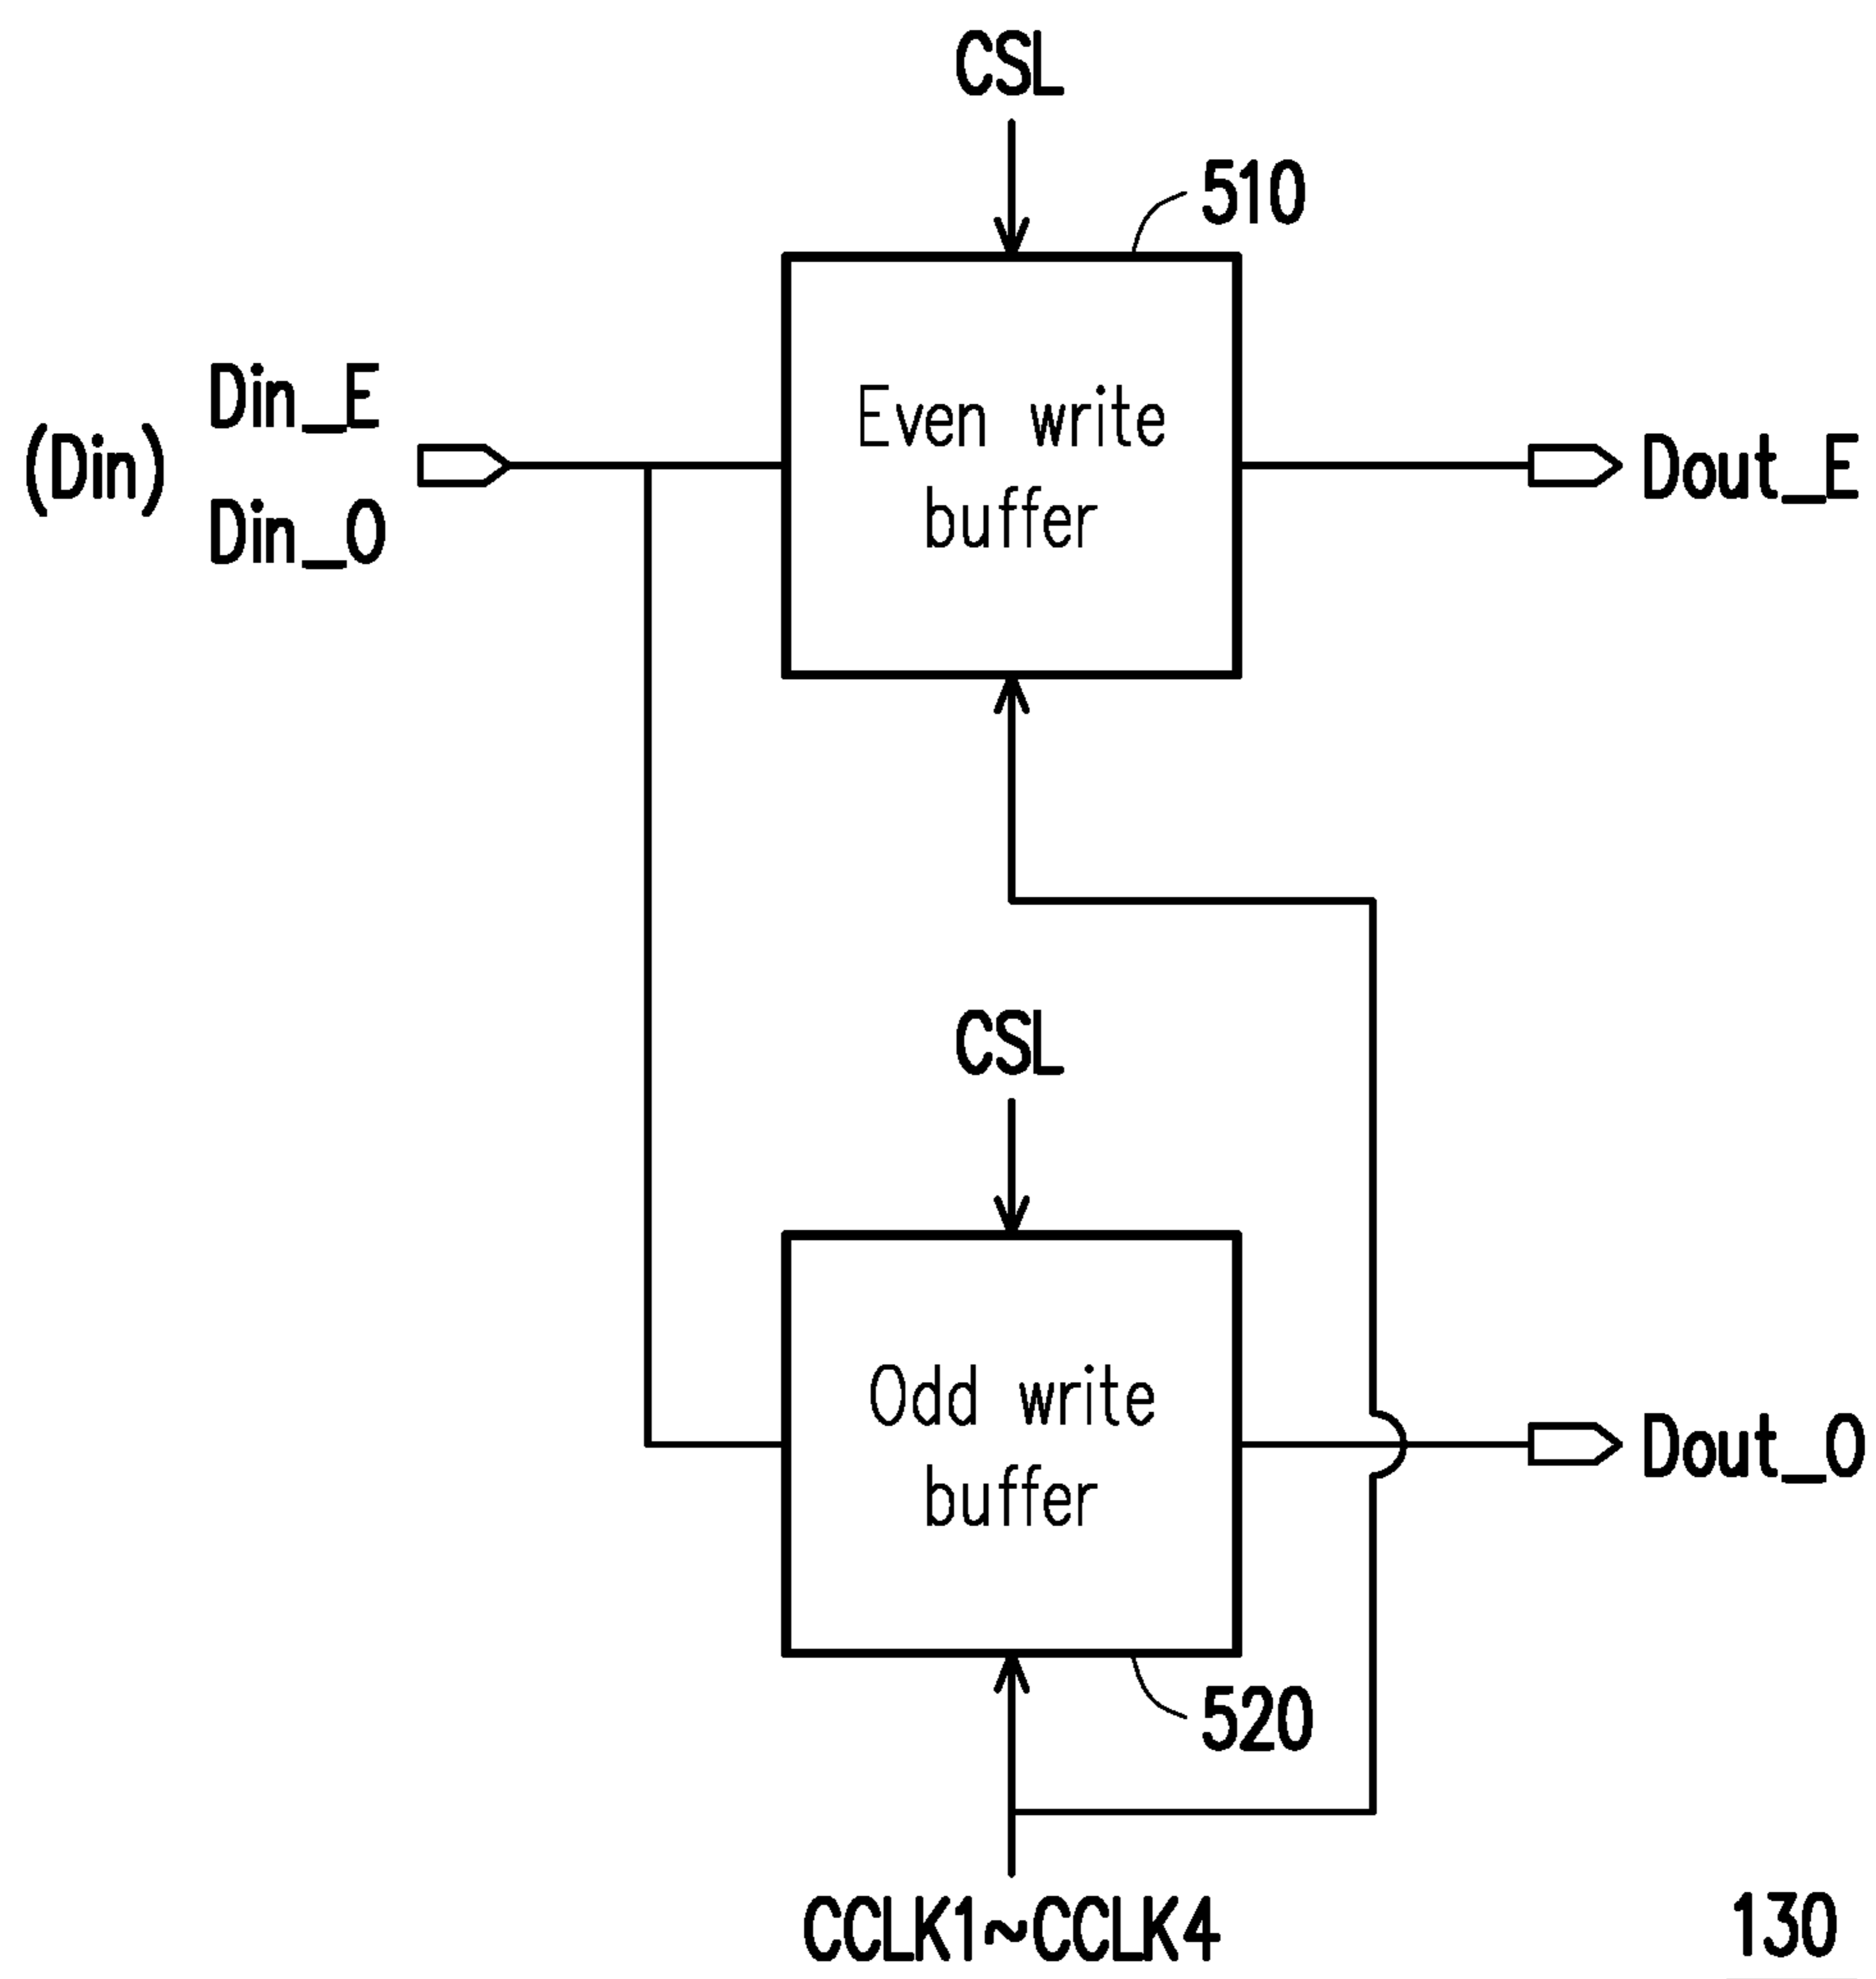 CSL
510
Din_E
(Din)
Din_O
Even write
buffer
Dout_E
CSL
Odd write
buffer
Dout_O
520
CCLK1~CCLK4
130